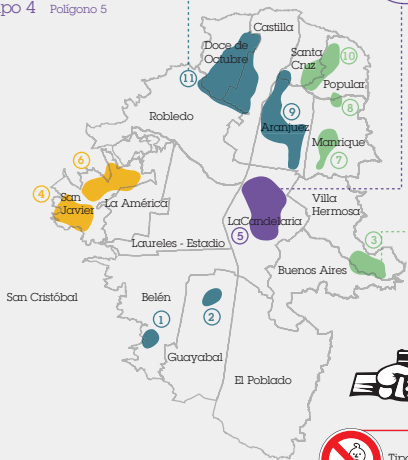 po 4 Polígono 5
Castilla
Doce de
Octubre
Santa
Cruz
10
11
Popular
8
9
Robledo
Aranjuez
Manrique
7
6
4
San
Javier
La América
Villa
Hermosa
LaCandelaria
5
3
Laureles - Estadio
Buenos Aires
San Cristóbal
Belén
1
2
Guayabal
El Poblado
Tipo